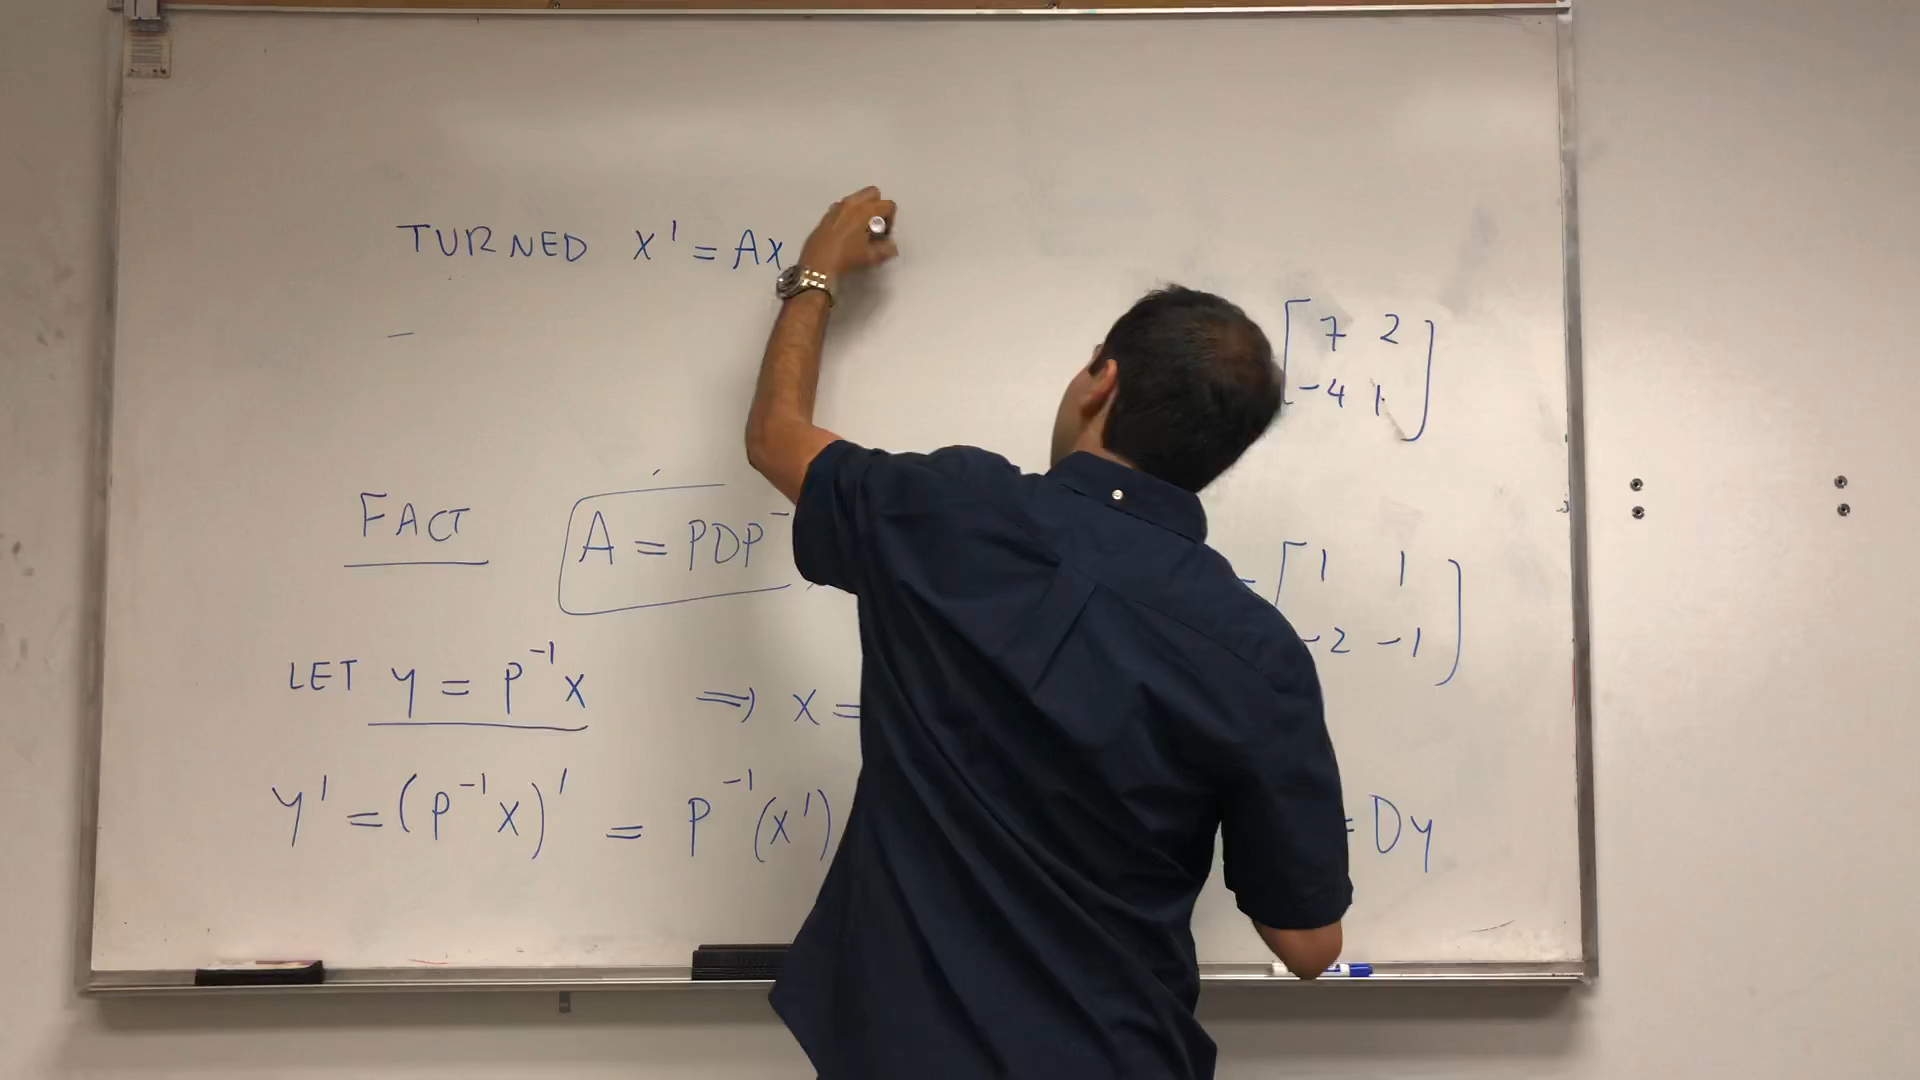 TURNED X' = AX
[7 2
-4 1]
FACT A = PDP⁻
[1 1
-2 -1]
LET y = P⁻¹X ⇒ X =
y' = (P⁻¹X)' = P⁻¹(X') = Dy